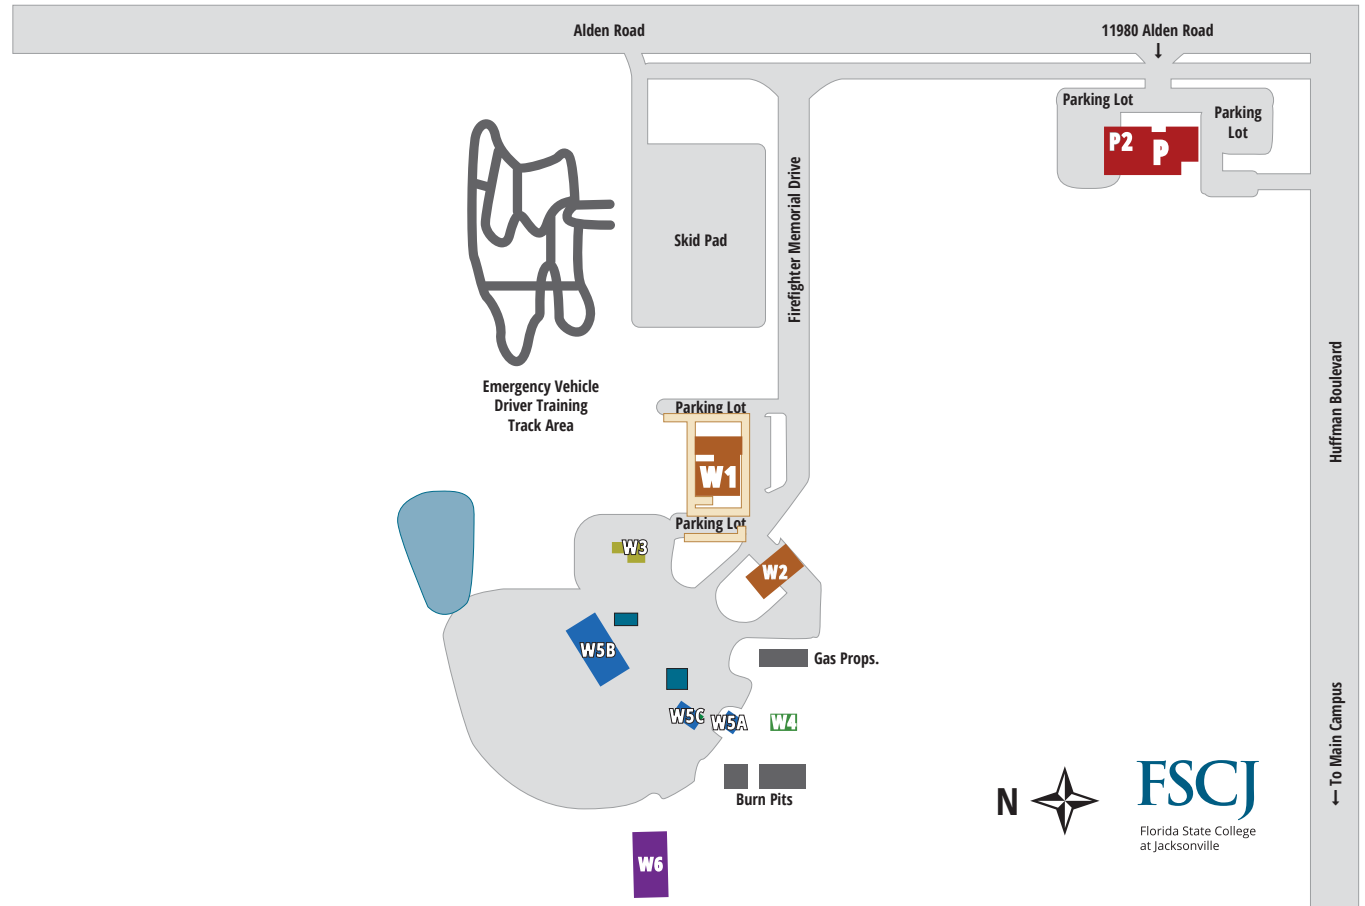 Alden Road
11980 Alden Road
↓
Parking Lot
Parking
Lot
P2
P
Firefighter Memorial Drive
Skid Pad
Huffman Boulevard
Emergency Vehicle
Driver Training
Track Area
Parking Lot
W1
Parking Lot
W3
W2
W5B
Gas Props.
W5C
W5A
W4
← To Main Campus
Burn Pits
N
FSCJ
Florida State College
at Jacksonville
W6